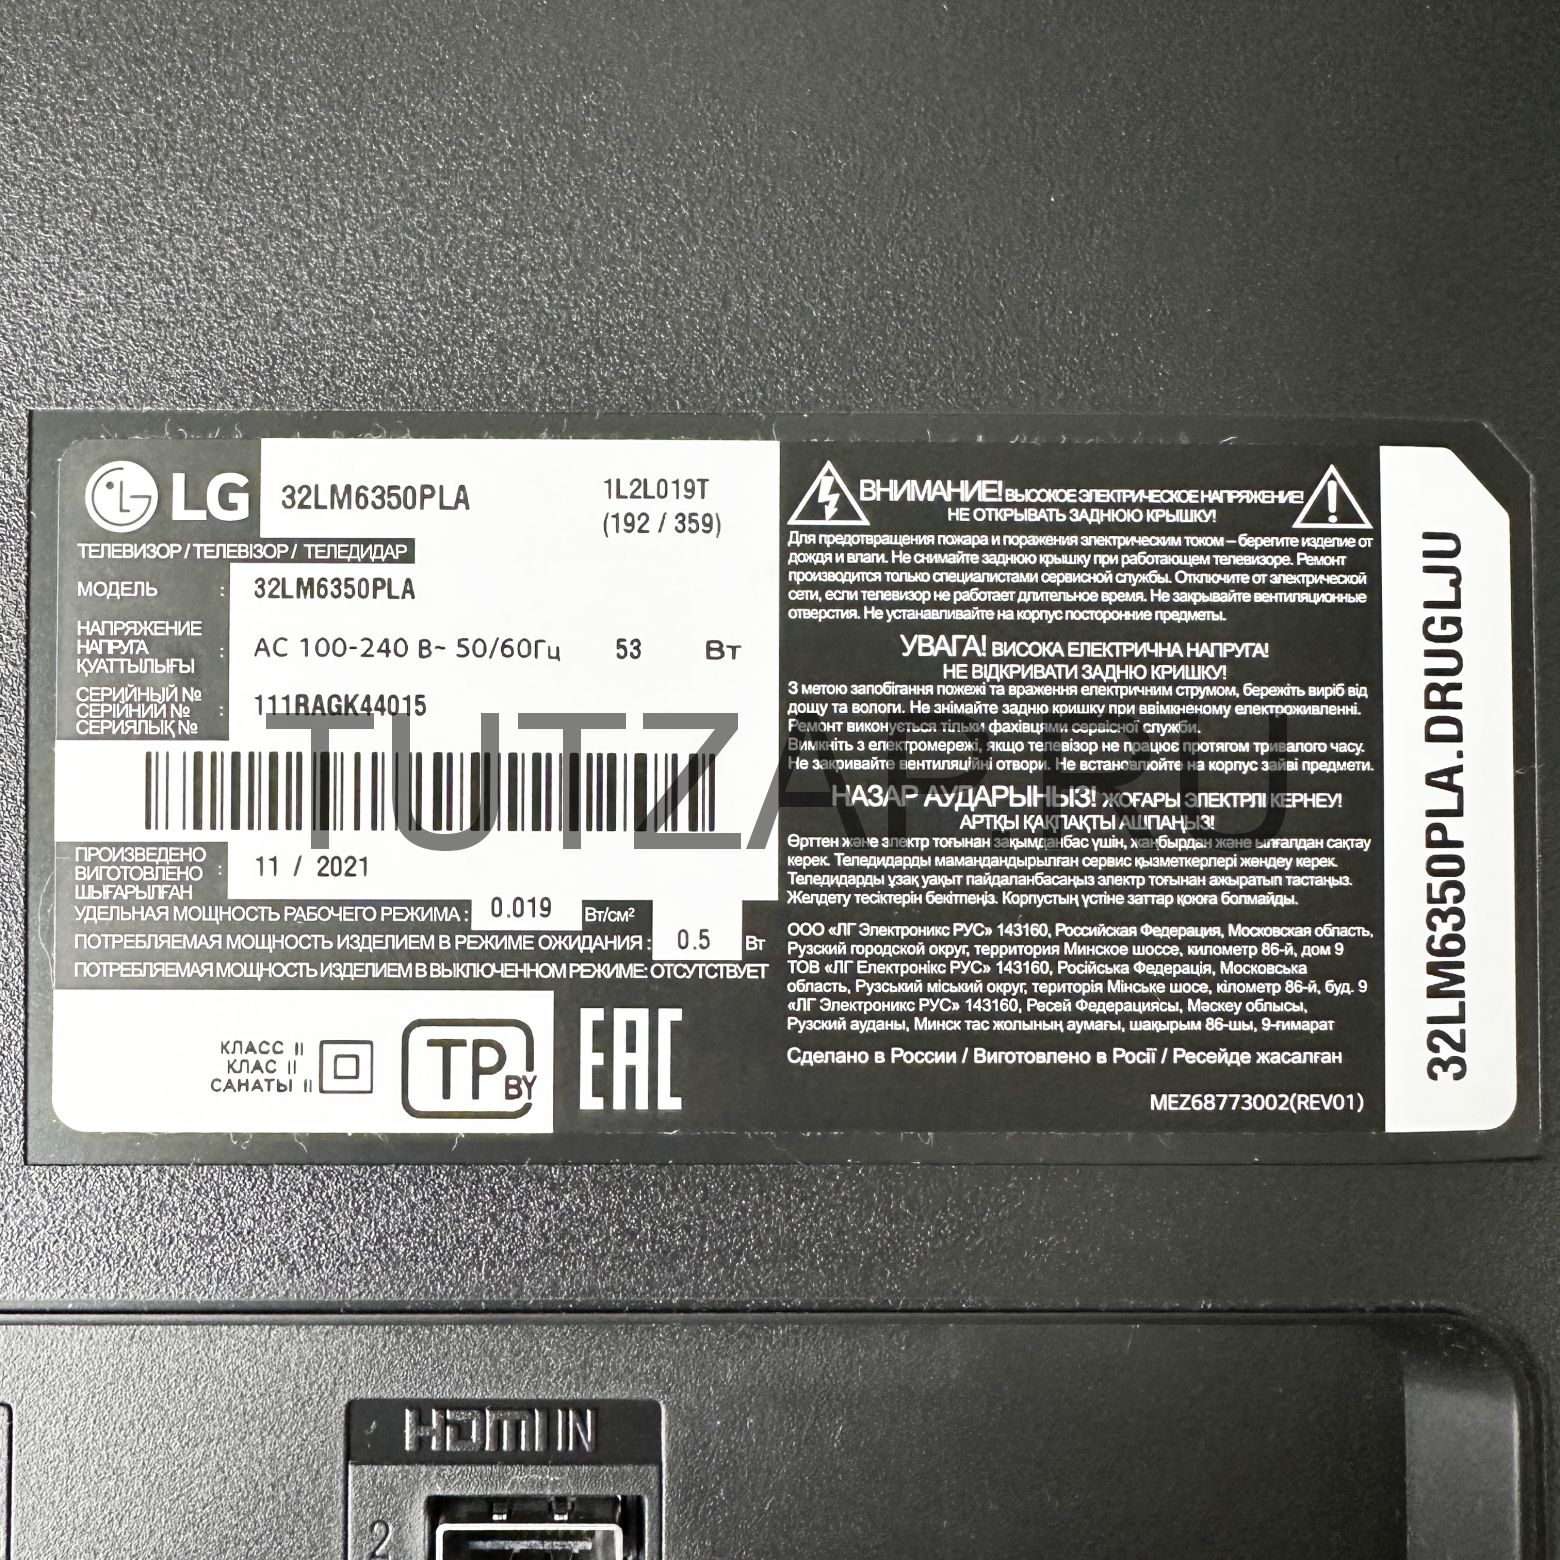 LG
32LM6350PLA
1L2L019T
(192 / 359)
ТЕЛЕВИЗОР / ТЕЛЕВІЗОР / ТЕЛЕДИДАР
МОДЕЛЬ : 32LM6350PLA
НАПРЯЖЕНИЕ
НАПРУГА : AC 100-240 В~ 50/60Гц 53 Вт
ҚУАТТЫЛЫҒЫ
СЕРИЙНЫЙ №
СЕРІЙНИЙ № : 111RAGK44015
СЕРИЯЛЫҚ №
ПРОИЗВЕДЕНО
ВИГОТОВЛЕНО : 11 / 2021
ШЫҒАРЫЛҒАН
УДЕЛЬНАЯ МОЩНОСТЬ РАБОЧЕГО РЕЖИМА : 0.019 Вт/см²
ПОТРЕБЛЯЕМАЯ МОЩНОСТЬ ИЗДЕЛИЕМ В РЕЖИМЕ ОЖИДАНИЯ : 0.5 Вт
ПОТРЕБЛЯЕМАЯ МОЩНОСТЬ ИЗДЕЛИЕМ В ВЫКЛЮЧЕННОМ РЕЖИМЕ: ОТСУТСТВУЕТ
КЛАСС II
КЛАС II
САНАТЫ II
TP BY
EAC
ВНИМАНИЕ! ВЫСОКОЕ ЭЛЕКТРИЧЕСКОЕ НАПРЯЖЕНИЕ!
НЕ ОТКРЫВАТЬ ЗАДНЮЮ КРЫШКУ!
Для предотвращения пожара и поражения электрическим током – берегите изделие от
дождя и влаги. Не снимайте заднюю крышку при работающем телевизоре. Ремонт
производится только специалистами сервисной службы. Отключите от электрической
сети, если телевизор не работает длительное время. Не закрывайте вентиляционные
отверстия. Не устанавливайте на корпус посторонние предметы.
УВАГА! ВИСОКА ЕЛЕКТРИЧНА НАПРУГА!
НЕ ВІДКРИВАТИ ЗАДНЮ КРИШКУ!
З метою запобігання пожежі та враження електричним струмом, бережіть виріб від
дощу та вологи. Не знімайте задню кришку при ввімкненому електроживленні.
Ремонт виконується тільки фахівцями сервісної служби.
Вимкніть з електромережі, якщо телевізор не працює протягом тривалого часу.
Не закривайте вентиляційні отвори. Не встановлюйте на корпус зайві предмети.
НАЗАР АУДАРЫҢЫЗ! ЖОҒАРЫ ЭЛЕКТРЛІ КЕРНЕУ!
АРТҚЫ ҚАҚПАҚТЫ АШПАҢЫЗ!
Өрттен және электр тоғынан зақымданбас үшін, жаңбырдан және ылғалдан сақтау
керек. Теледидарды мамандандырылған сервис қызметкерлері жөндеу керек.
Теледидарды ұзақ уақыт пайдаланбасаңыз электр тоғынан ажыратып тастаңыз.
Желдету тесіктерін бекітпеңіз. Корпустың үстіне заттар қоюға болмайды.
ООО «ЛГ Электроникс РУС» 143160, Российская Федерация, Московская область,
Рузский городской округ, территория Минское шоссе, километр 86-й, дом 9
ТОВ «ЛГ Електронікс РУС» 143160, Російська Федерація, Московська
область, Рузський міський округ, територія Мінське шосе, кілометр 86-й, буд. 9
«ЛГ Электроникс РУС» 143160, Ресей Федерациясы, Мәскеу облысы,
Рузский ауданы, Минск тас жолының аумағы, шақырым 86-шы, 9-ғимарат
Сделано в России / Виготовлено в Росії / Ресейде жасалған
MEZ68773002(REV01)
32LM6350PLA.DRUGLJU
TUTZAP.RU
HDMI IN
2